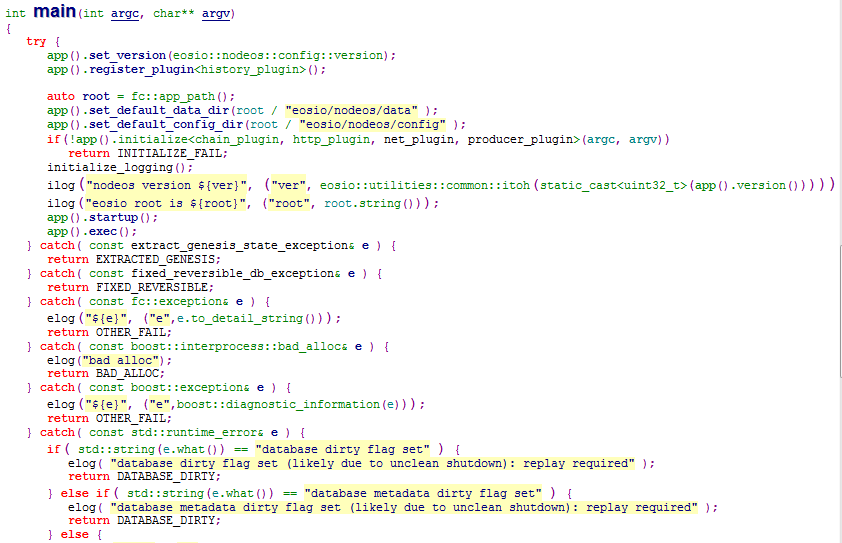 int main(int argc, char** argv)
{
   try {
      app().set_version(eosio::nodeos::config::version);
      app().register_plugin<history_plugin>();

      auto root = fc::app_path();
      app().set_default_data_dir(root / "eosio/nodeos/data" );
      app().set_default_config_dir(root / "eosio/nodeos/config" );
      if(!app().initialize<chain_plugin, http_plugin, net_plugin, producer_plugin>(argc, argv))
         return INITIALIZE_FAIL;
      initialize_logging();
      ilog("nodeos version ${ver}", ("ver", eosio::utilities::common::itoh(static_cast<uint32_t>(app().version()))))
      ilog("eosio root is ${root}", ("root", root.string()));
      app().startup();
      app().exec();
   } catch( const extract_genesis_state_exception& e ) {
      return EXTRACTED_GENESIS;
   } catch( const fixed_reversible_db_exception& e ) {
      return FIXED_REVERSIBLE;
   } catch( const fc::exception& e ) {
      elog("${e}", ("e",e.to_detail_string()));
      return OTHER_FAIL;
   } catch( const boost::interprocess::bad_alloc& e ) {
      elog("bad alloc");
      return BAD_ALLOC;
   } catch( const boost::exception& e ) {
      elog("${e}", ("e",boost::diagnostic_information(e)));
      return OTHER_FAIL;
   } catch( const std::runtime_error& e ) {
      if( std::string(e.what()) == "database dirty flag set" ) {
         elog( "database dirty flag set (likely due to unclean shutdown): replay required" );
         return DATABASE_DIRTY;
      } else if( std::string(e.what()) == "database metadata dirty flag set" ) {
         elog( "database metadata dirty flag set (likely due to unclean shutdown): replay required" );
         return DATABASE_DIRTY;
      } else {